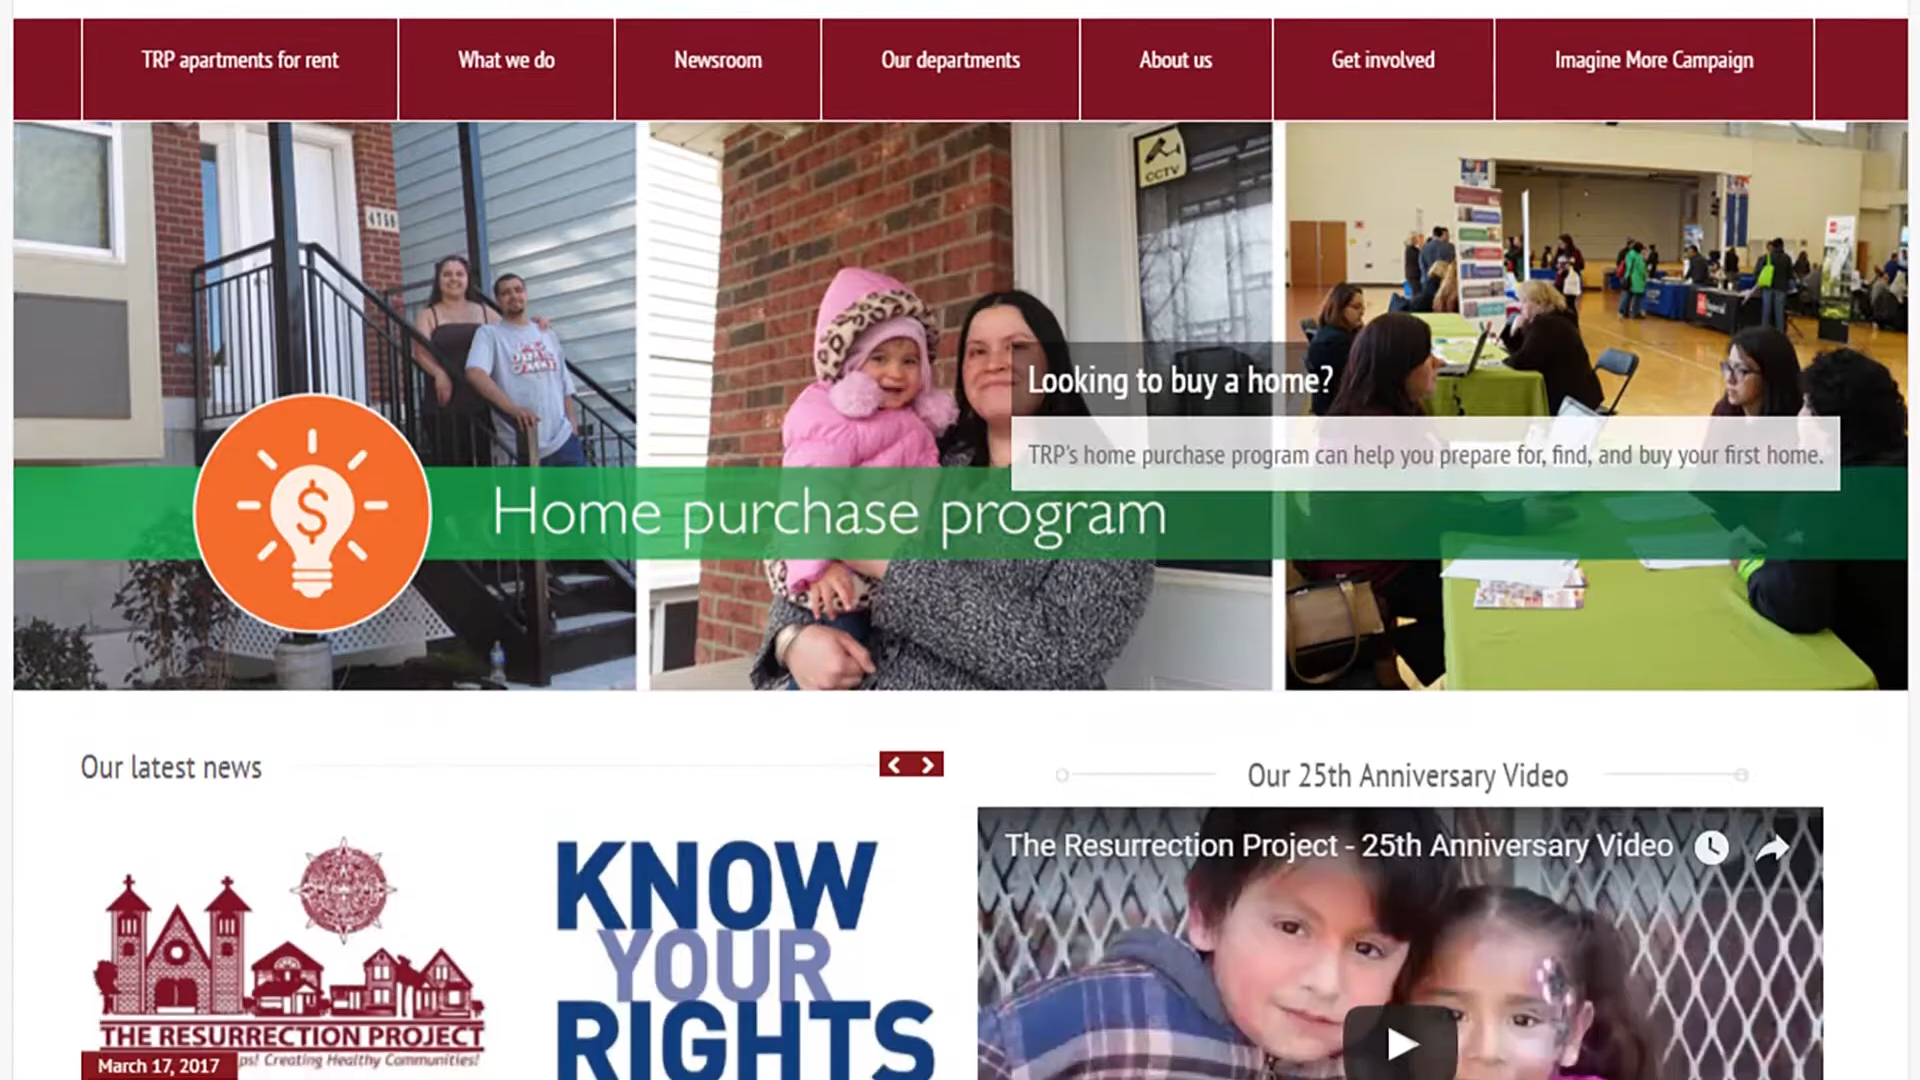 TRP apartments for rent
What we do
Newsroom
Our departments
About us
Get involved
Imagine More Campaign
4758
CCTV
Looking to buy a home?
TRP's home purchase program can help you prepare for, find, and buy your first home.
$
Home purchase program
Our latest news
Our 25th Anniversary Video
The Resurrection Project - 25th Anniversary Video
KNOW
YOUR
RIGHTS
THE RESURRECTION PROJECT
ps! Creating Healthy Communities!
March 17, 2017